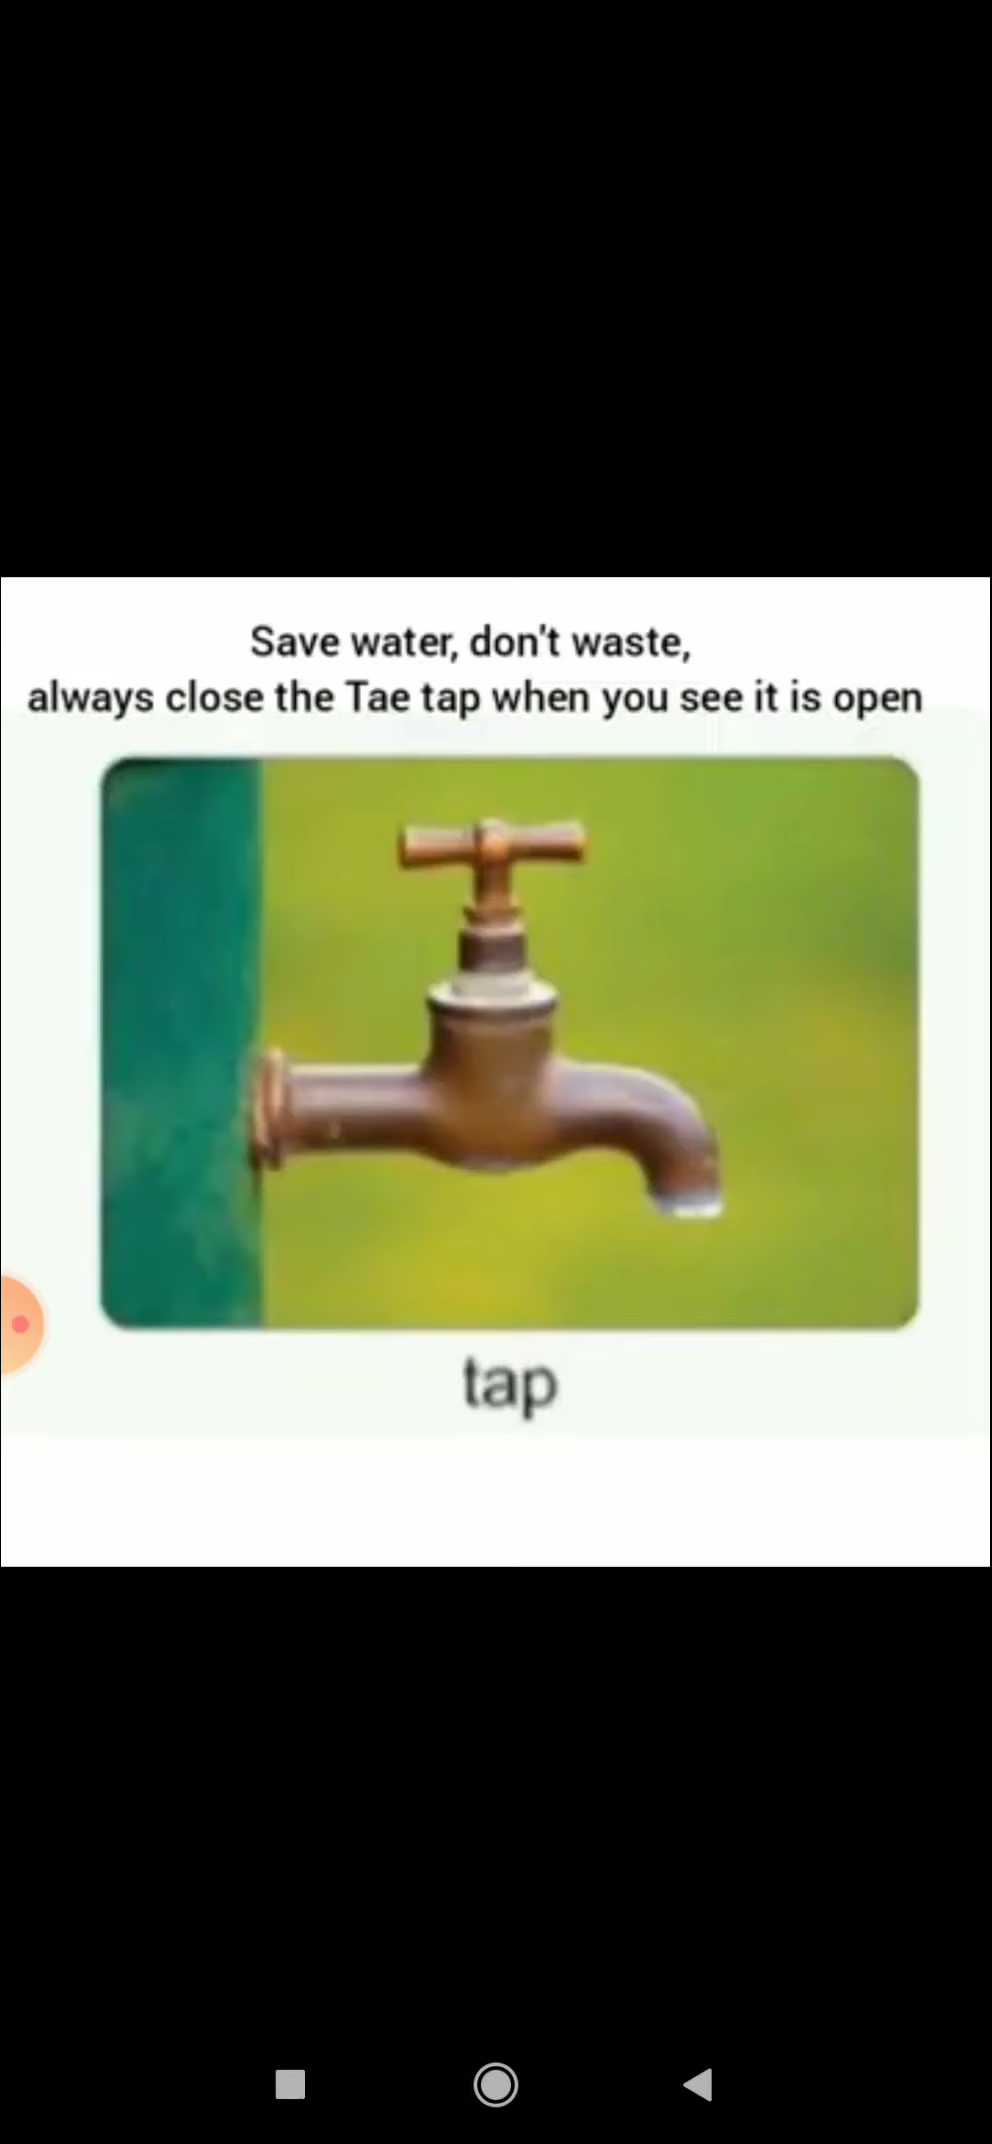 Save water, don't waste,
always close the Tae tap when you see it is open
tap